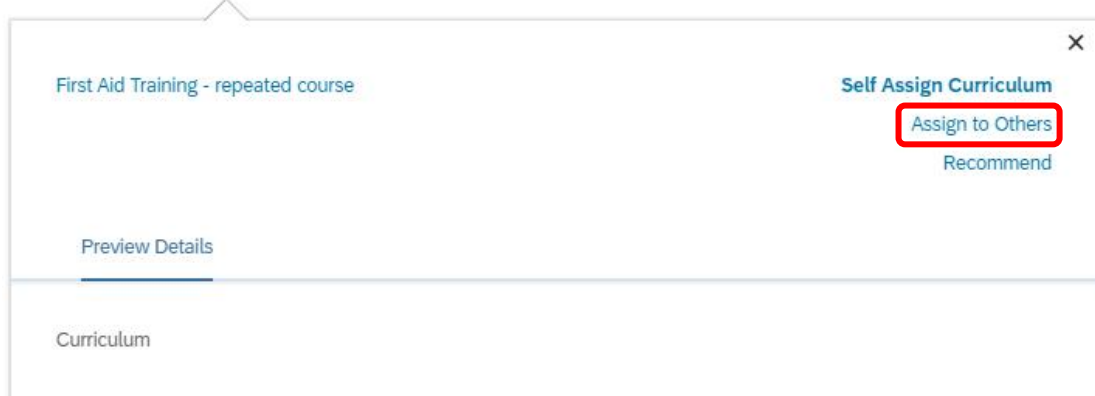 First Aid Training - repeated course
Self Assign Curriculum
Assign to Others
Recommend
Preview Details
Curriculum